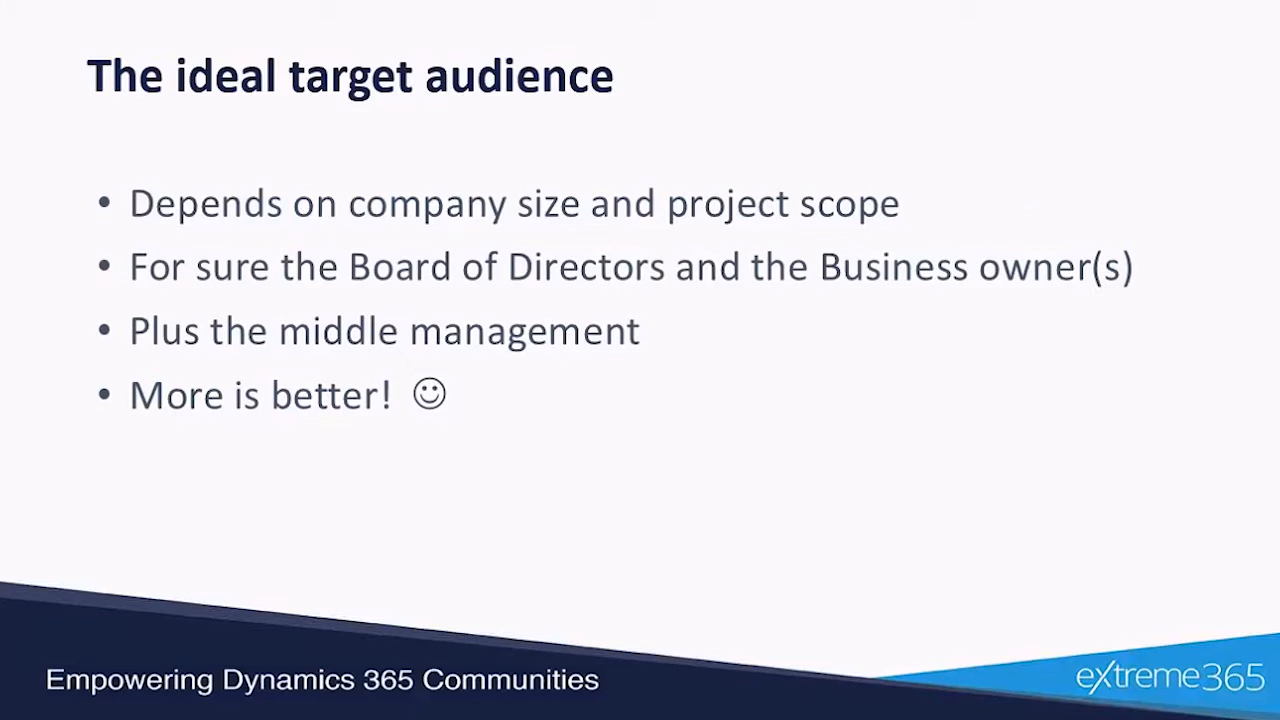 The ideal target audience
• Depends on company size and project scope
• For sure the Board of Directors and the Business owner(s)
• Plus the middle management
• More is better! ☺
Empowering Dynamics 365 Communities
eXtreme365